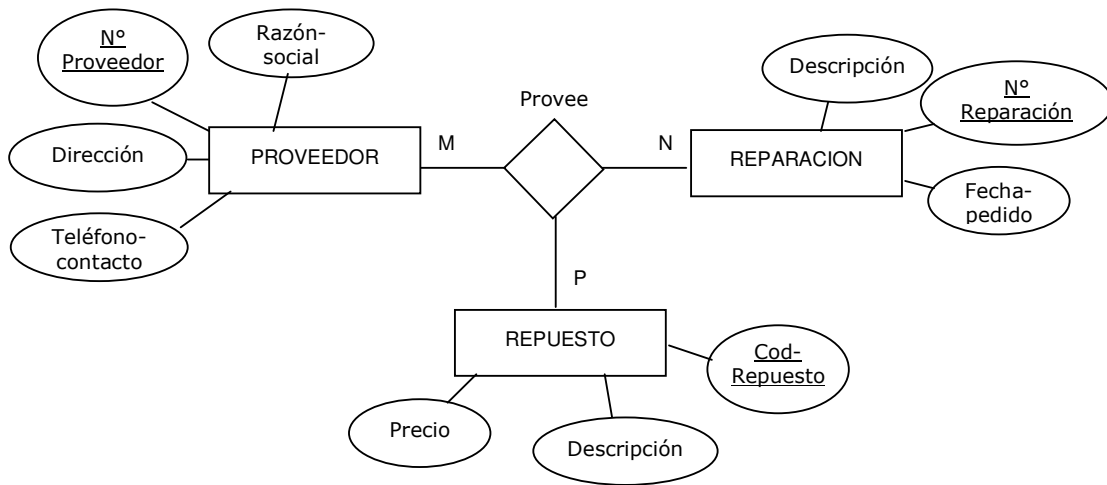 N°
Proveedor
Razón-
social
Dirección
PROVEEDOR
Teléfono-
contacto
M
Provee
N
Descripción
N°
Reparación
REPARACION
Fecha-
pedido
P
REPUESTO
Cod-
Repuesto
Precio
Descripción